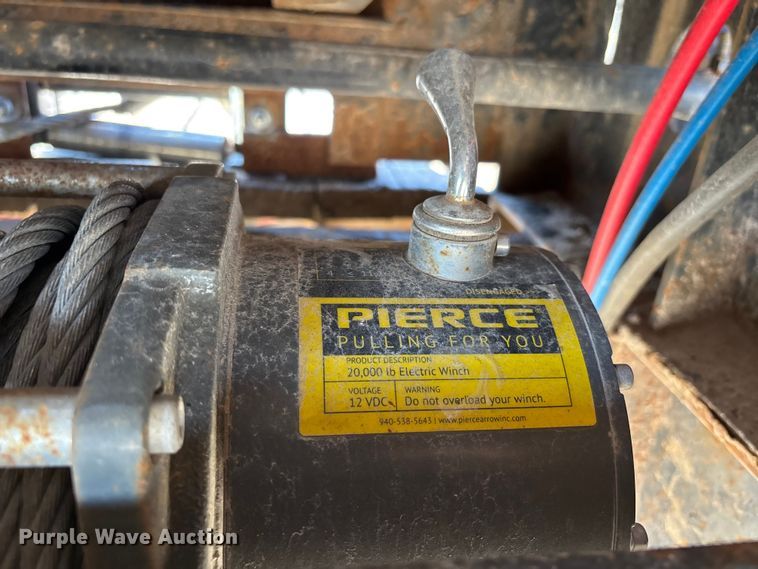 DISENGAGED
PIERCE
PULLING FOR YOU
PRODUCT DESCRIPTION
20,000 lb Electric Winch
VOLTAGE
12 VDC
WARNING
Do not overload your winch.
940-538-5643 | www.piercearrowinc.com
Purple Wave Auction